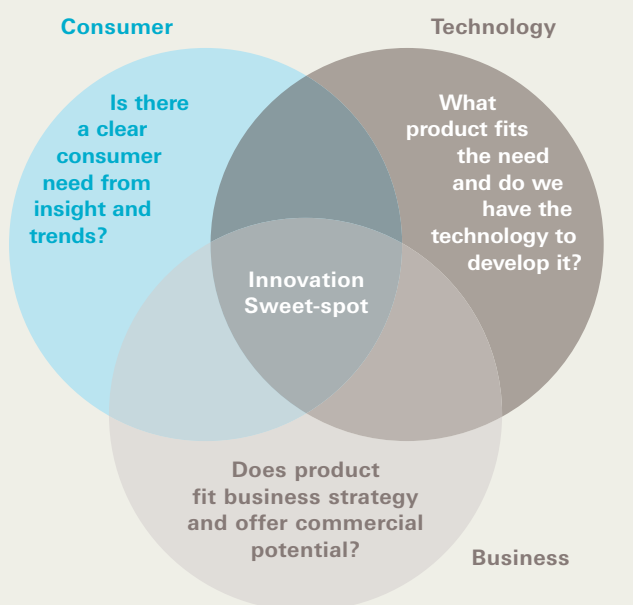 Consumer
Technology
Is there
a clear
consumer
need from
insight and
trends?
What
product fits
the need
and do we
have the
technology to
develop it?
Innovation
Sweet-spot
Does product
fit business strategy
and offer commercial
potential?
Business